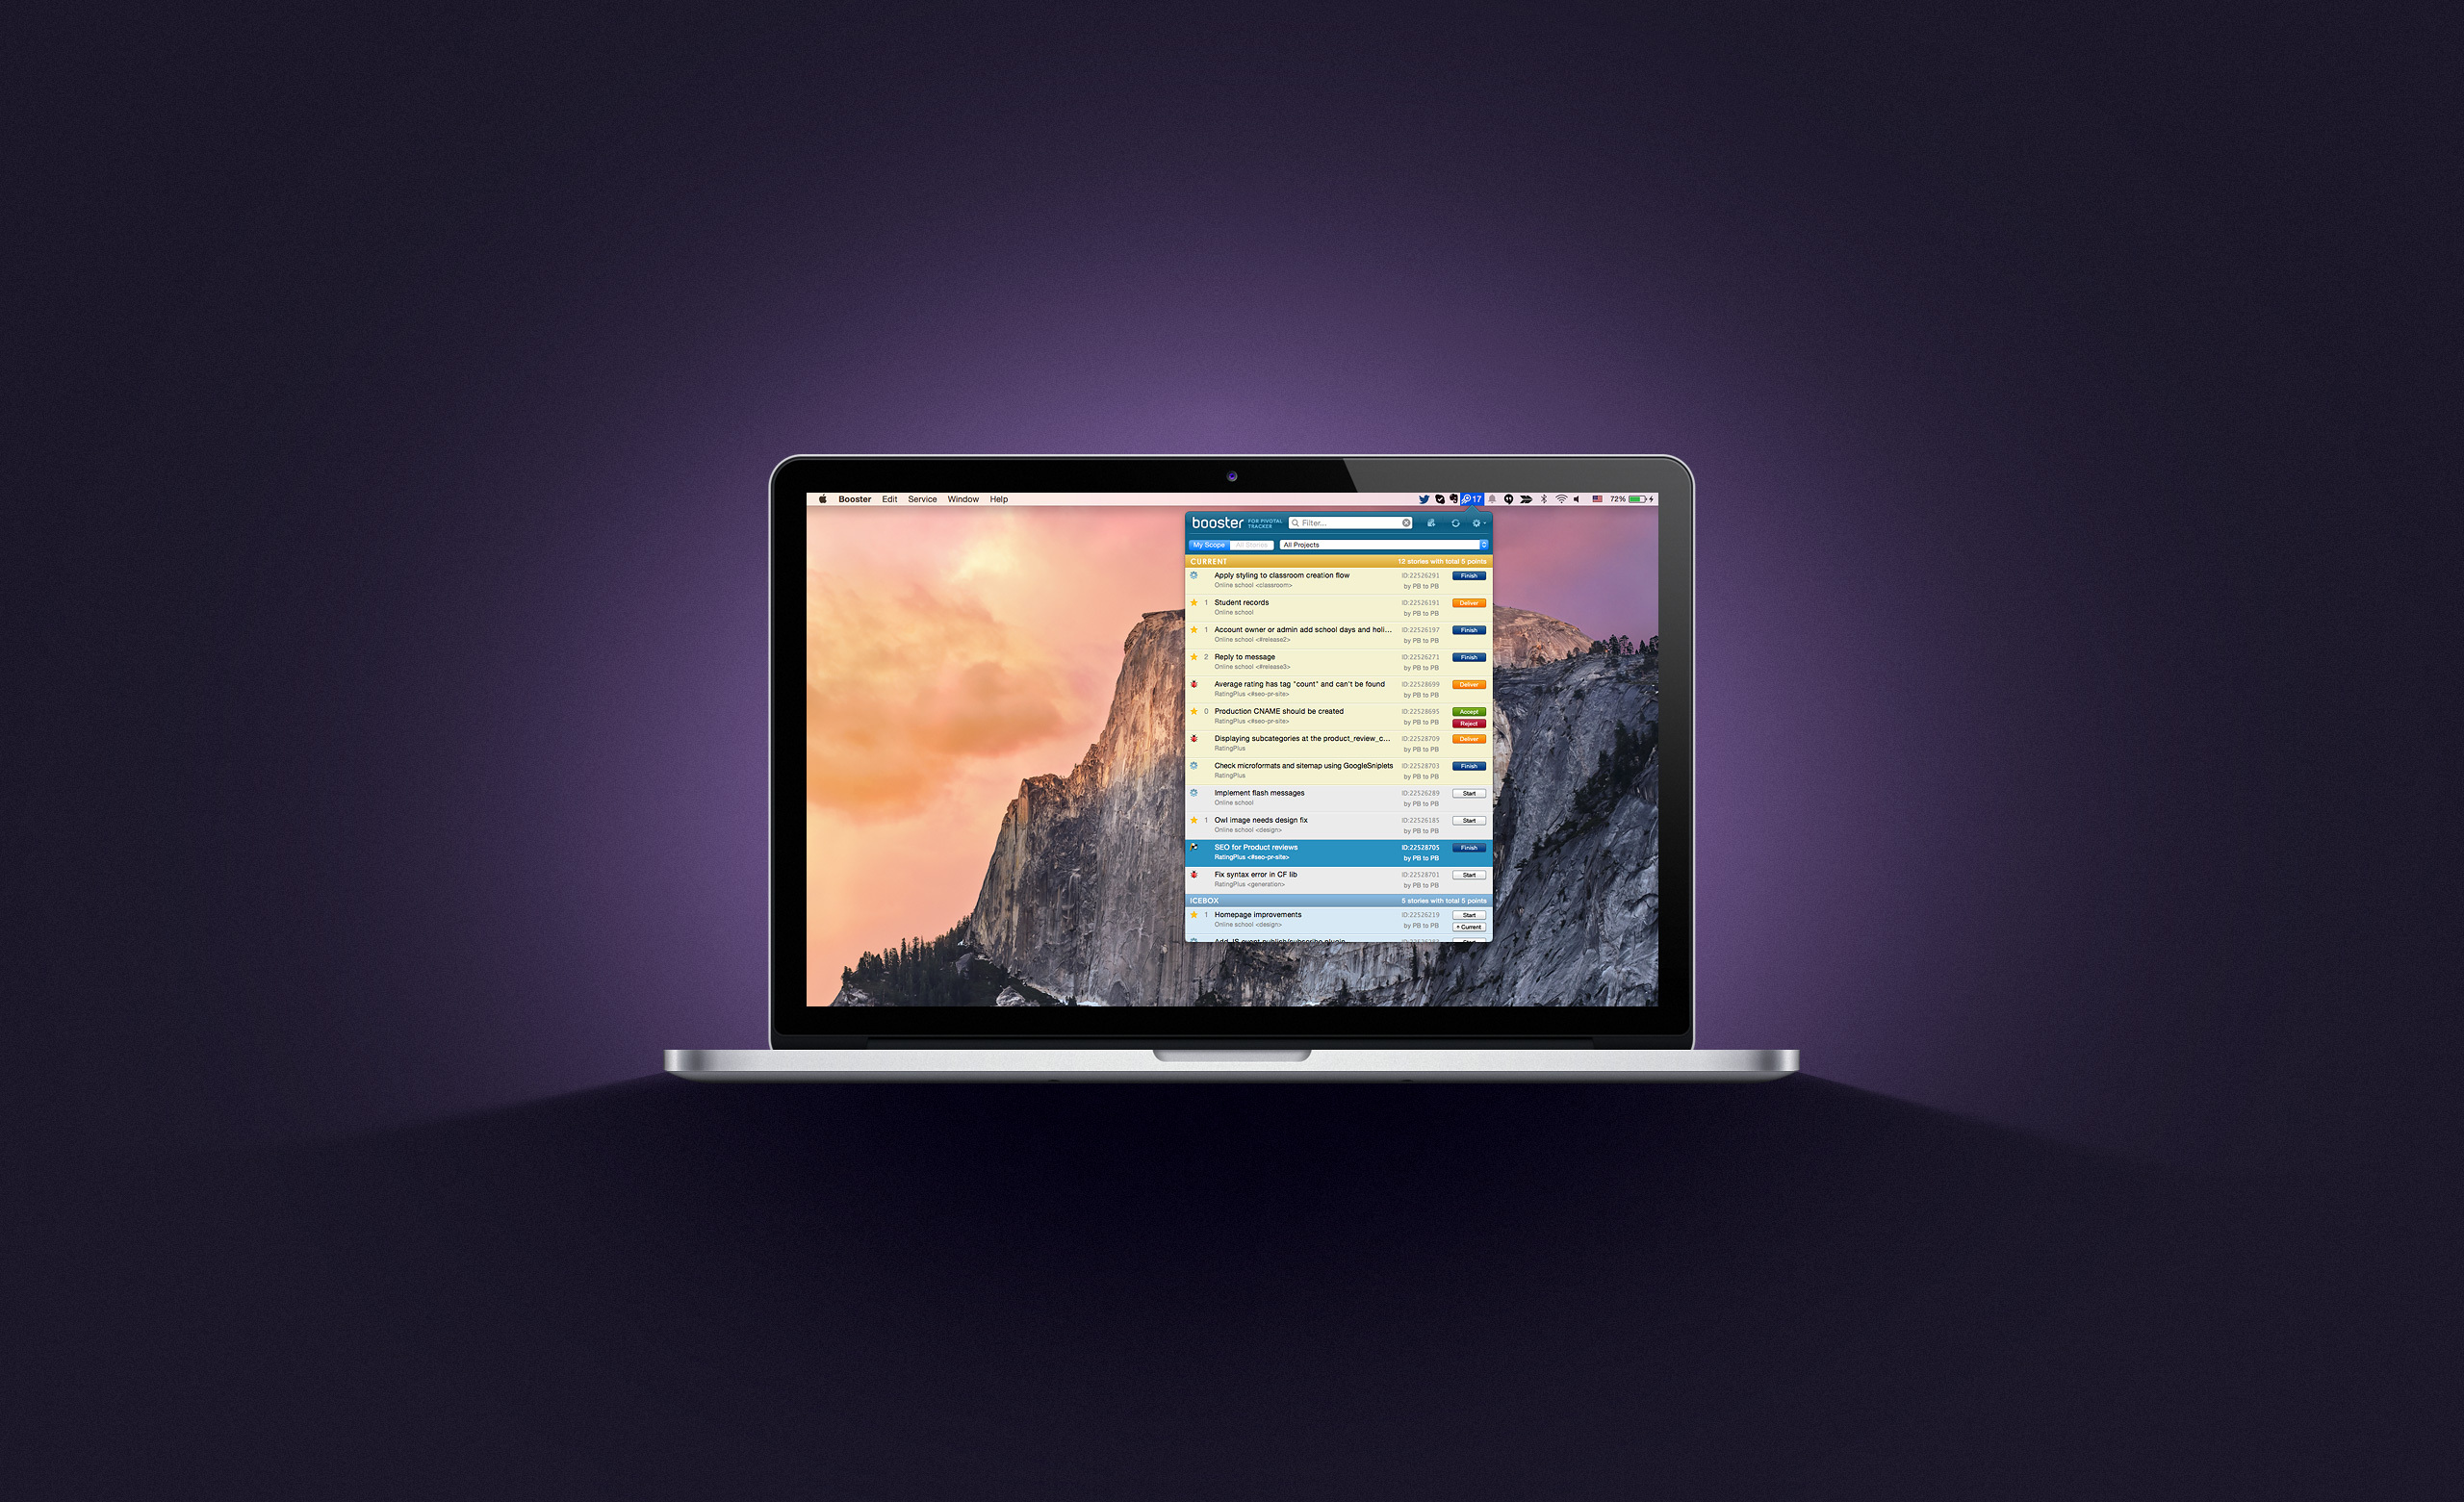 Booster Edit Service Window Help 17 72%
booster FOR PIVOTAL TRACKER Filter...
My Scope All Stories All Projects
CURRENT 12 stories with total 5 points
Apply styling to classroom creation flow ID:22526291 Finish
Online school <classroom> by PB to PB
1 Student records ID:22526191 Deliver
Online school by PB to PB
1 Account owner or admin add school days and holi... ID:22526197 Finish
Online school <#release2> by PB to PB
2 Reply to message ID:22526271 Finish
Online school <#release3> by PB to PB
Average rating has tag "count" and can't be found ID:22528699 Deliver
RatingPlus <#seo-pr-site> by PB to PB
0 Production CNAME should be created ID:22528695 Accept
RatingPlus <#seo-pr-site> by PB to PB Reject
Displaying subcategories at the product_review_c... ID:22528709 Deliver
RatingPlus by PB to PB
Check microformats and sitemap using GoogleSniplets ID:22528703 Finish
RatingPlus by PB to PB
Implement flash messages ID:22526289 Start
Online school by PB to PB
1 Owl image needs design fix ID:22526185 Start
Online school <design> by PB to PB
SEO for Product reviews ID:22528705 Finish
RatingPlus <#seo-pr-site> by PB to PB
Fix syntax error in CF lib ID:22528701 Start
RatingPlus <generation> by PB to PB
ICEBOX 5 stories with total 5 points
1 Homepage improvements ID:22526219 Start
Online school <design> by PB to PB + Current